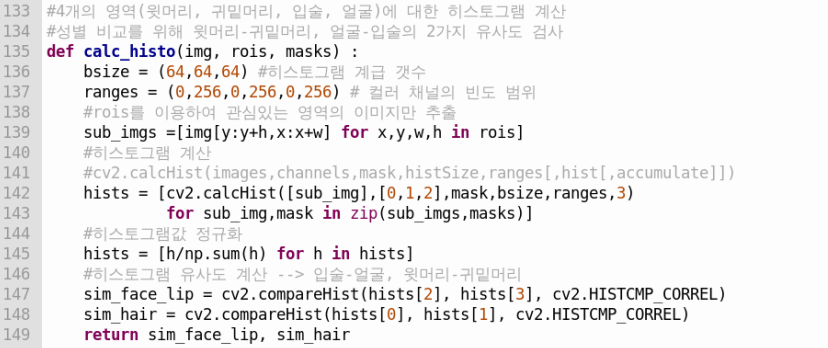 133 #4개의 영역(윗머리, 귀밑머리, 입술, 얼굴)에 대한 히스토그램 계산
134 #성별 비교를 위해 윗머리-귀밑머리, 얼굴-입술의 2가지 유사도 검사
135 def calc_histo(img, rois, masks) :
136     bsize = (64,64,64) #히스토그램 계급 갯수
137     ranges = (0,256,0,256,0,256) # 컬러 채널의 빈도 범위
138     #rois를 이용하여 관심있는 영역의 이미지만 추출
139     sub_imgs =[img[y:y+h,x:x+w] for x,y,w,h in rois]
140     #히스토그램 계산
141     #cv2.calcHist(images,channels,mask,histSize,ranges[,hist[,accumulate]])
142     hists = [cv2.calcHist([sub_img],[0,1,2],mask,bsize,ranges,3)
143              for sub_img,mask in zip(sub_imgs,masks)]
144     #히스토그램값 정규화
145     hists = [h/np.sum(h) for h in hists]
146     #히스토그램 유사도 계산 --> 입술-얼굴, 윗머리-귀밑머리
147     sim_face_lip = cv2.compareHist(hists[2], hists[3], cv2.HISTCMP_CORREL)
148     sim_hair = cv2.compareHist(hists[0], hists[1], cv2.HISTCMP_CORREL)
149     return sim_face_lip, sim_hair